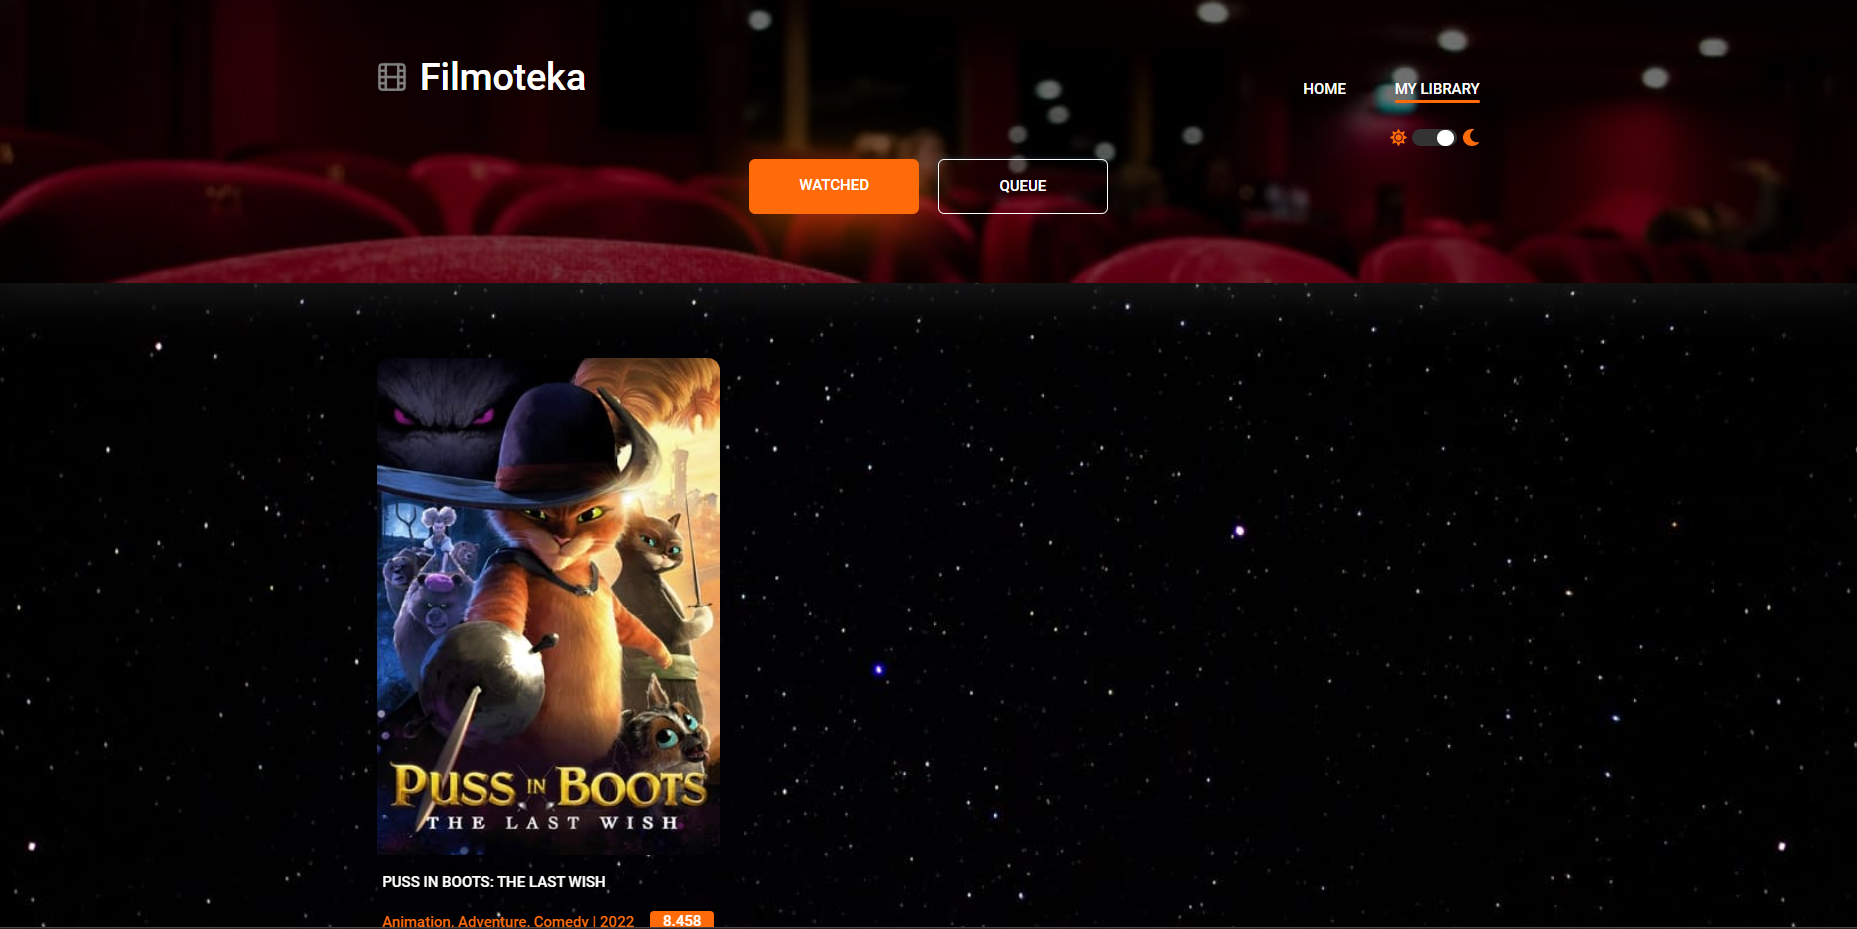 Filmoteka
HOME
MY LIBRARY
WATCHED
QUEUE
PUSS IN BOOTS
THE LAST WISH
PUSS IN BOOTS: THE LAST WISH
Animation, Adventure, Comedy | 2022
8.458